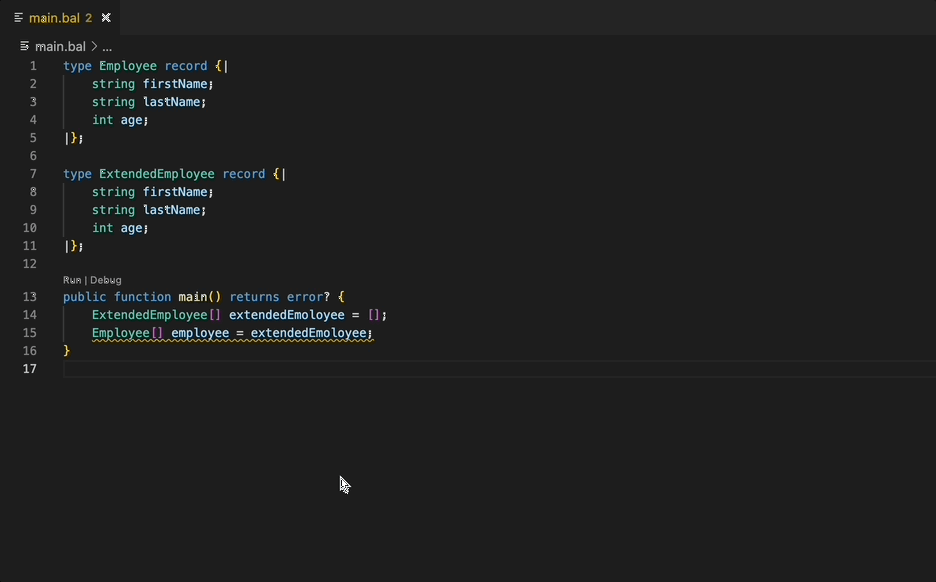 main.bal 2
main.bal > ...
1 type Employee record {|
2 string firstName;
3 string lastName;
4 int age;
5 |};
6
7 type ExtendedEmployee record {|
8 string firstName;
9 string lastName;
10 int age;
11 |};
12
Run | Debug
13 public function main() returns error? {
14 ExtendedEmployee[] extendedEmoloyee = [];
15 Employee[] employee = extendedEmoloyee;
16 }
17